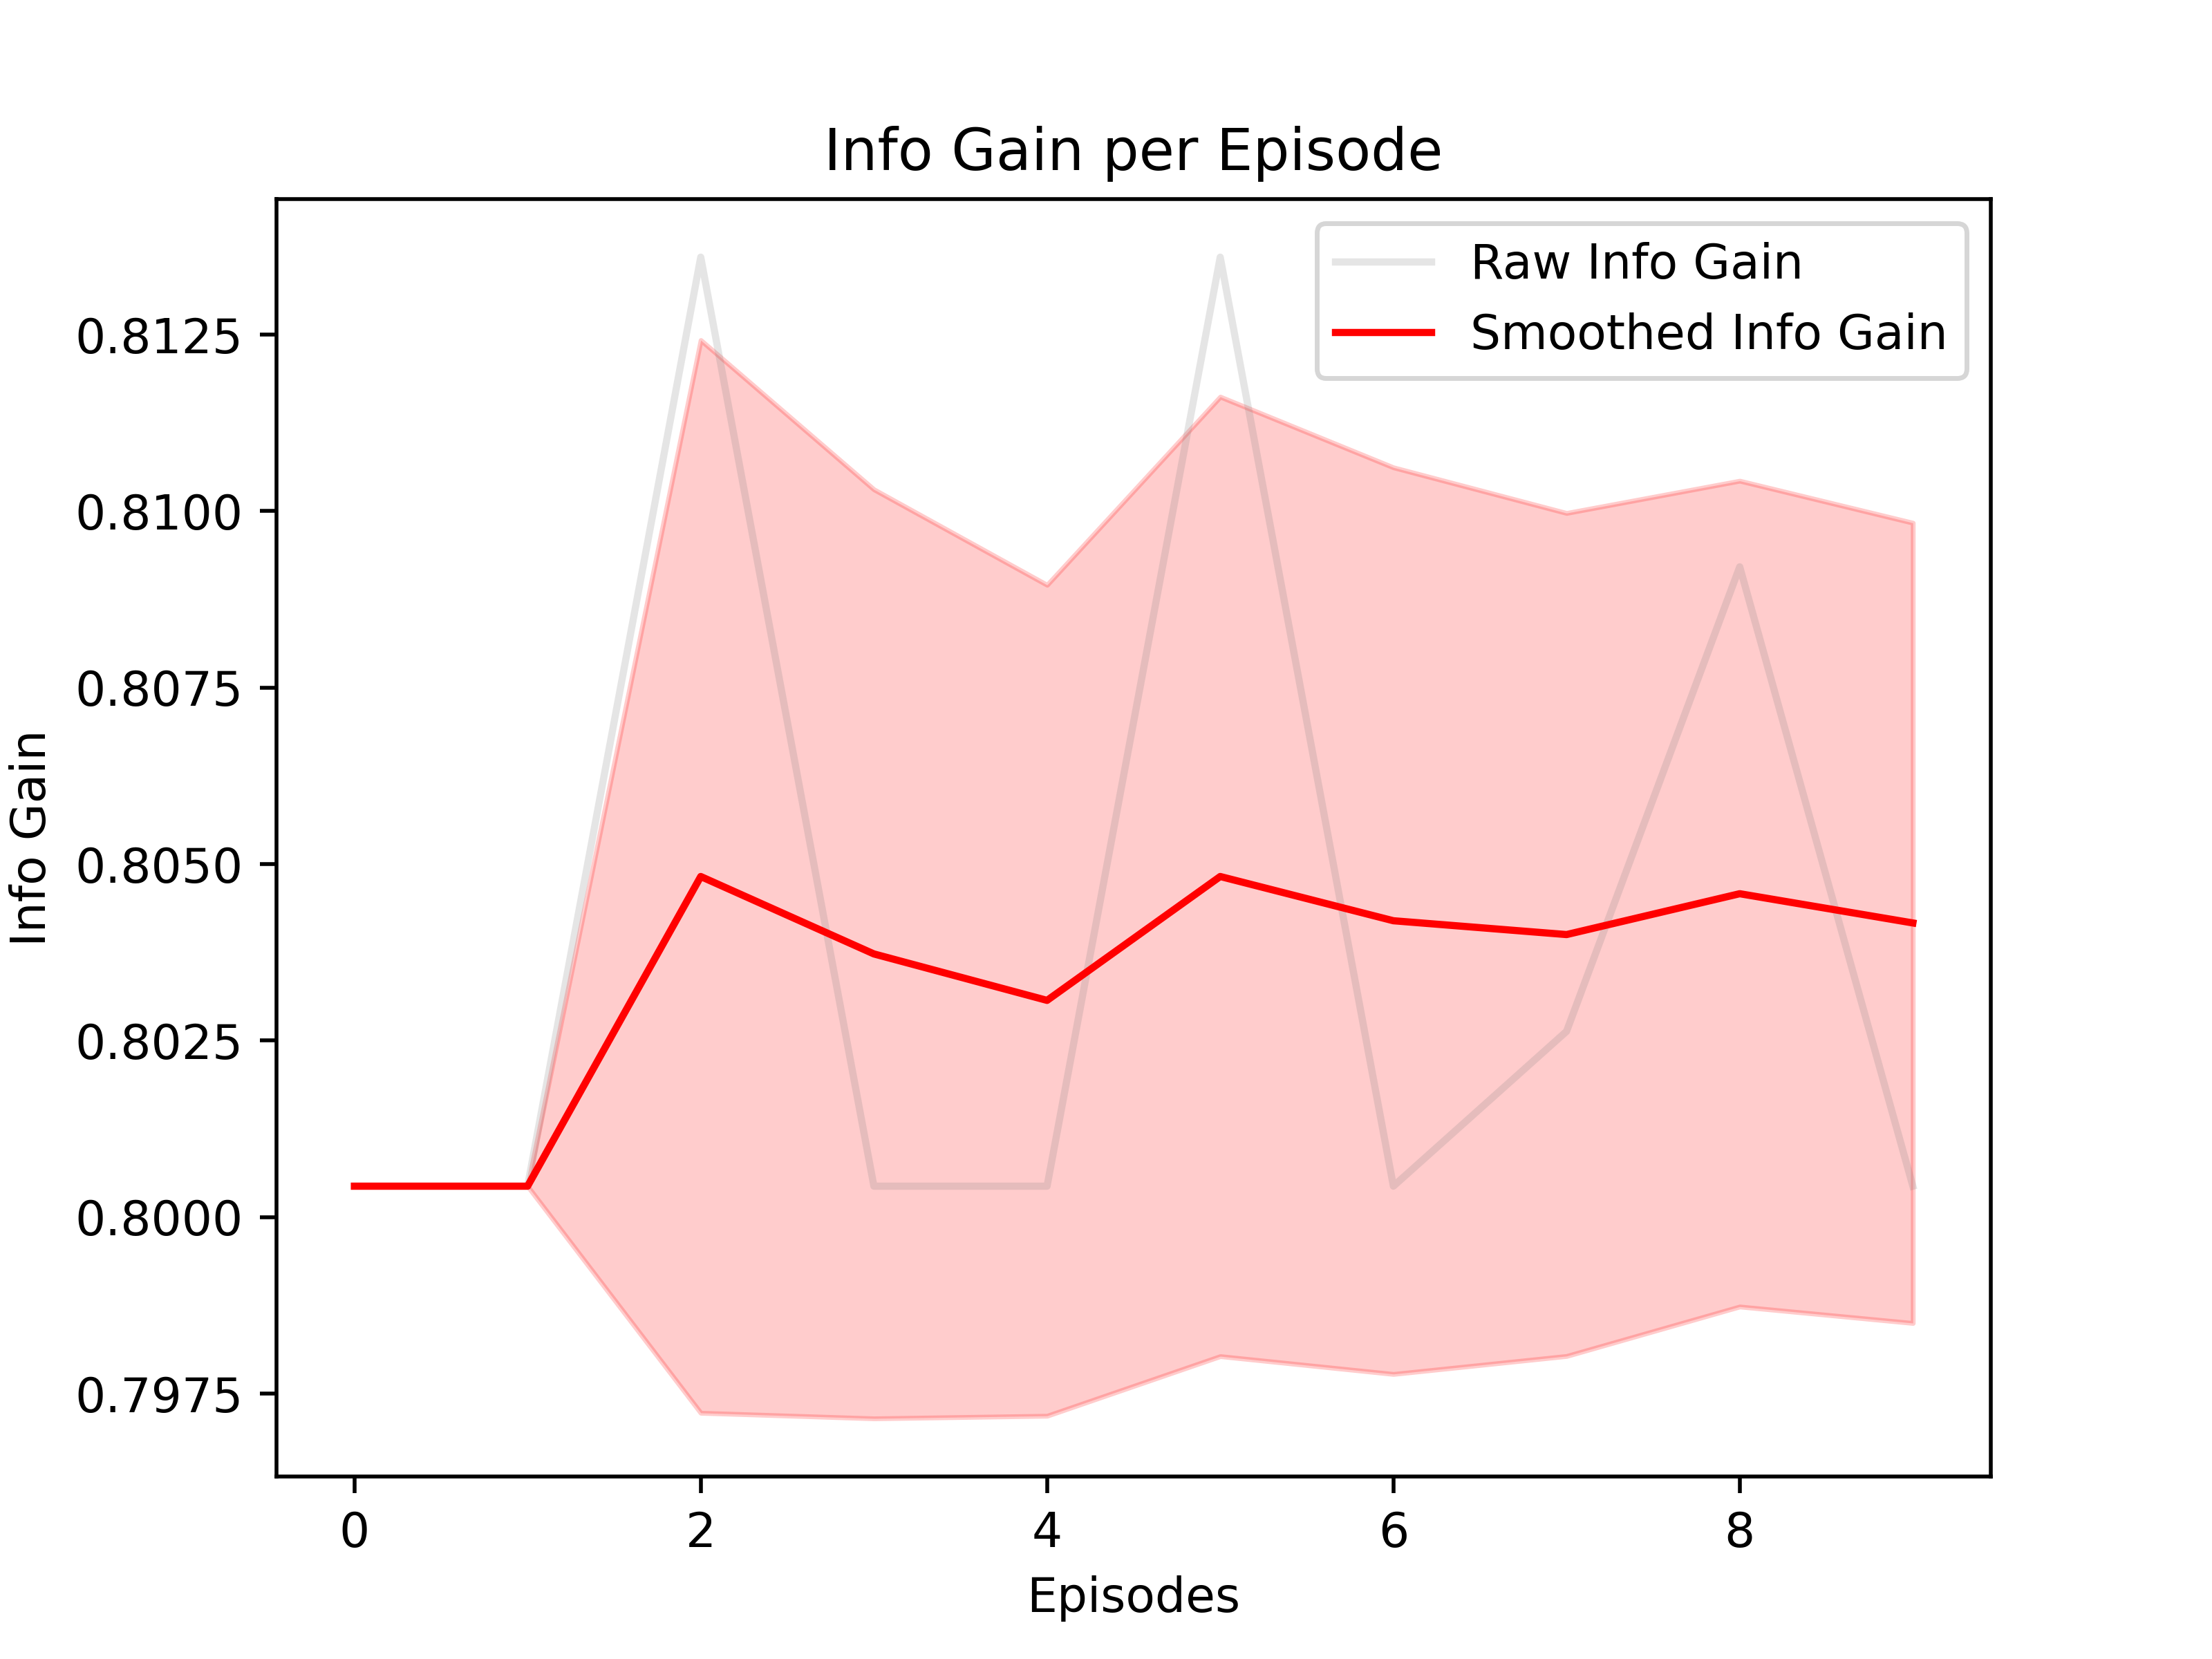 Info Gain per Episode
Raw Info Gain
Smoothed Info Gain
Info Gain
0.8125
0.8100
0.8075
0.8050
0.8025
0.8000
0.7975
0 2 4 6 8
Episodes